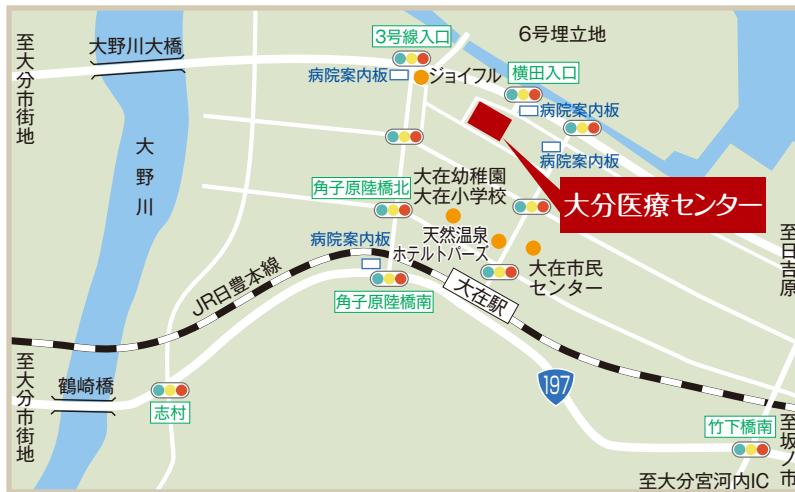 3号線入口
6号埋立地
至大分市街地
大野川大橋
病院案内板
ジョイフル
横田入口
病院案内板
大野川
病院案内板
大在幼稚園
大在小学校
角子原陸橋北
大分医療センター
天然温泉
ホテルトパーズ
病院案内板
大在市民
センター
至日吉原
JR日豊本線
角子原陸橋南
大在駅
197
至大分市街地
鶴崎橋
志村
竹下橋南
至坂ノ市
至大分宮河内IC